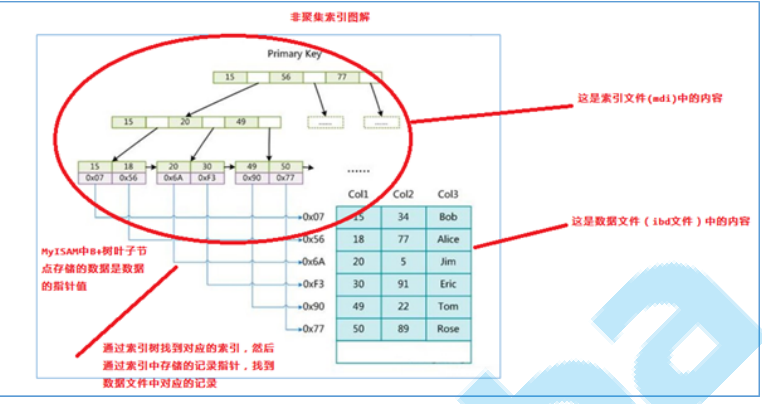 非聚集索引图解
Primary Key
15 56 77
这是索引文件(mdi)中的内容
15 20 49
...... ......
15 18 20 30 49 50
0x07 0x56 0x6A 0xF3 0x90 0x77
......
Col1 Col2 Col3
0x07 15 34 Bob
0x56 18 77 Alice
0x6A 20 5 Jim
0xF3 30 91 Eric
0x90 49 22 Tom
0x77 50 89 Rose
这是数据文件（ibd文件）中的内容
MyISAM中B+树叶子节
点存储的数据是数据
的指针值
通过索引树找到对应的索引，然后
通过索引中存储的记录指针，找到
数据文件中对应的记录